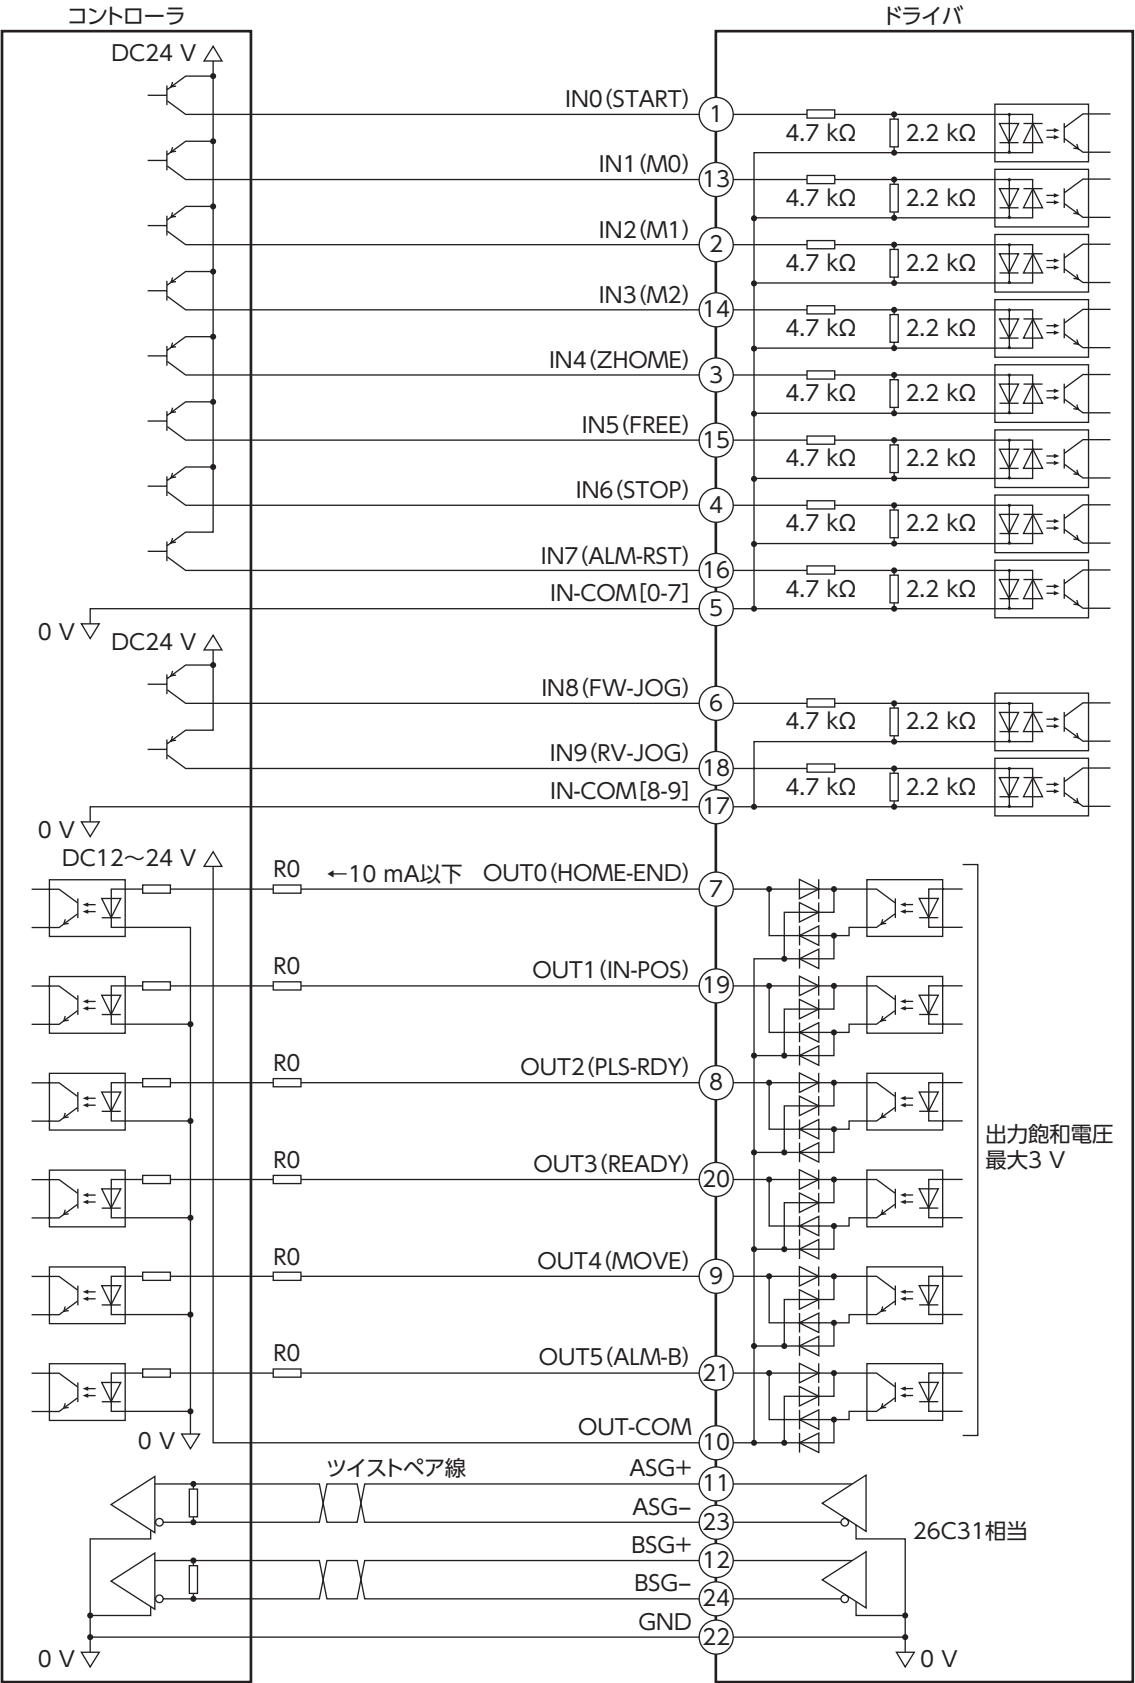 コントローラ
ドライバ
DC24 V
IN0(START)
1
4.7 kΩ
2.2 kΩ
IN1(M0)
13
4.7 kΩ
2.2 kΩ
IN2(M1)
2
4.7 kΩ
2.2 kΩ
IN3(M2)
14
4.7 kΩ
2.2 kΩ
IN4(ZHOME)
3
4.7 kΩ
2.2 kΩ
IN5(FREE)
15
4.7 kΩ
2.2 kΩ
IN6(STOP)
4
4.7 kΩ
2.2 kΩ
IN7(ALM-RST)
16
4.7 kΩ
2.2 kΩ
IN-COM[0-7]
5
0 V
DC24 V
IN8(FW-JOG)
6
4.7 kΩ
2.2 kΩ
IN9(RV-JOG)
18
4.7 kΩ
2.2 kΩ
IN-COM[8-9]
17
0 V
DC12～24 V
R0
←10 mA以下
OUT0(HOME-END)
7
R0
OUT1(IN-POS)
19
R0
OUT2(PLS-RDY)
8
出力飽和電圧
最大3 V
R0
OUT3(READY)
20
R0
OUT4(MOVE)
9
R0
OUT5(ALM-B)
21
0 V
OUT-COM
10
ツイストペア線
ASG+
11
ASG−
23
26C31相当
BSG+
12
BSG−
24
GND
22
0 V
0 V